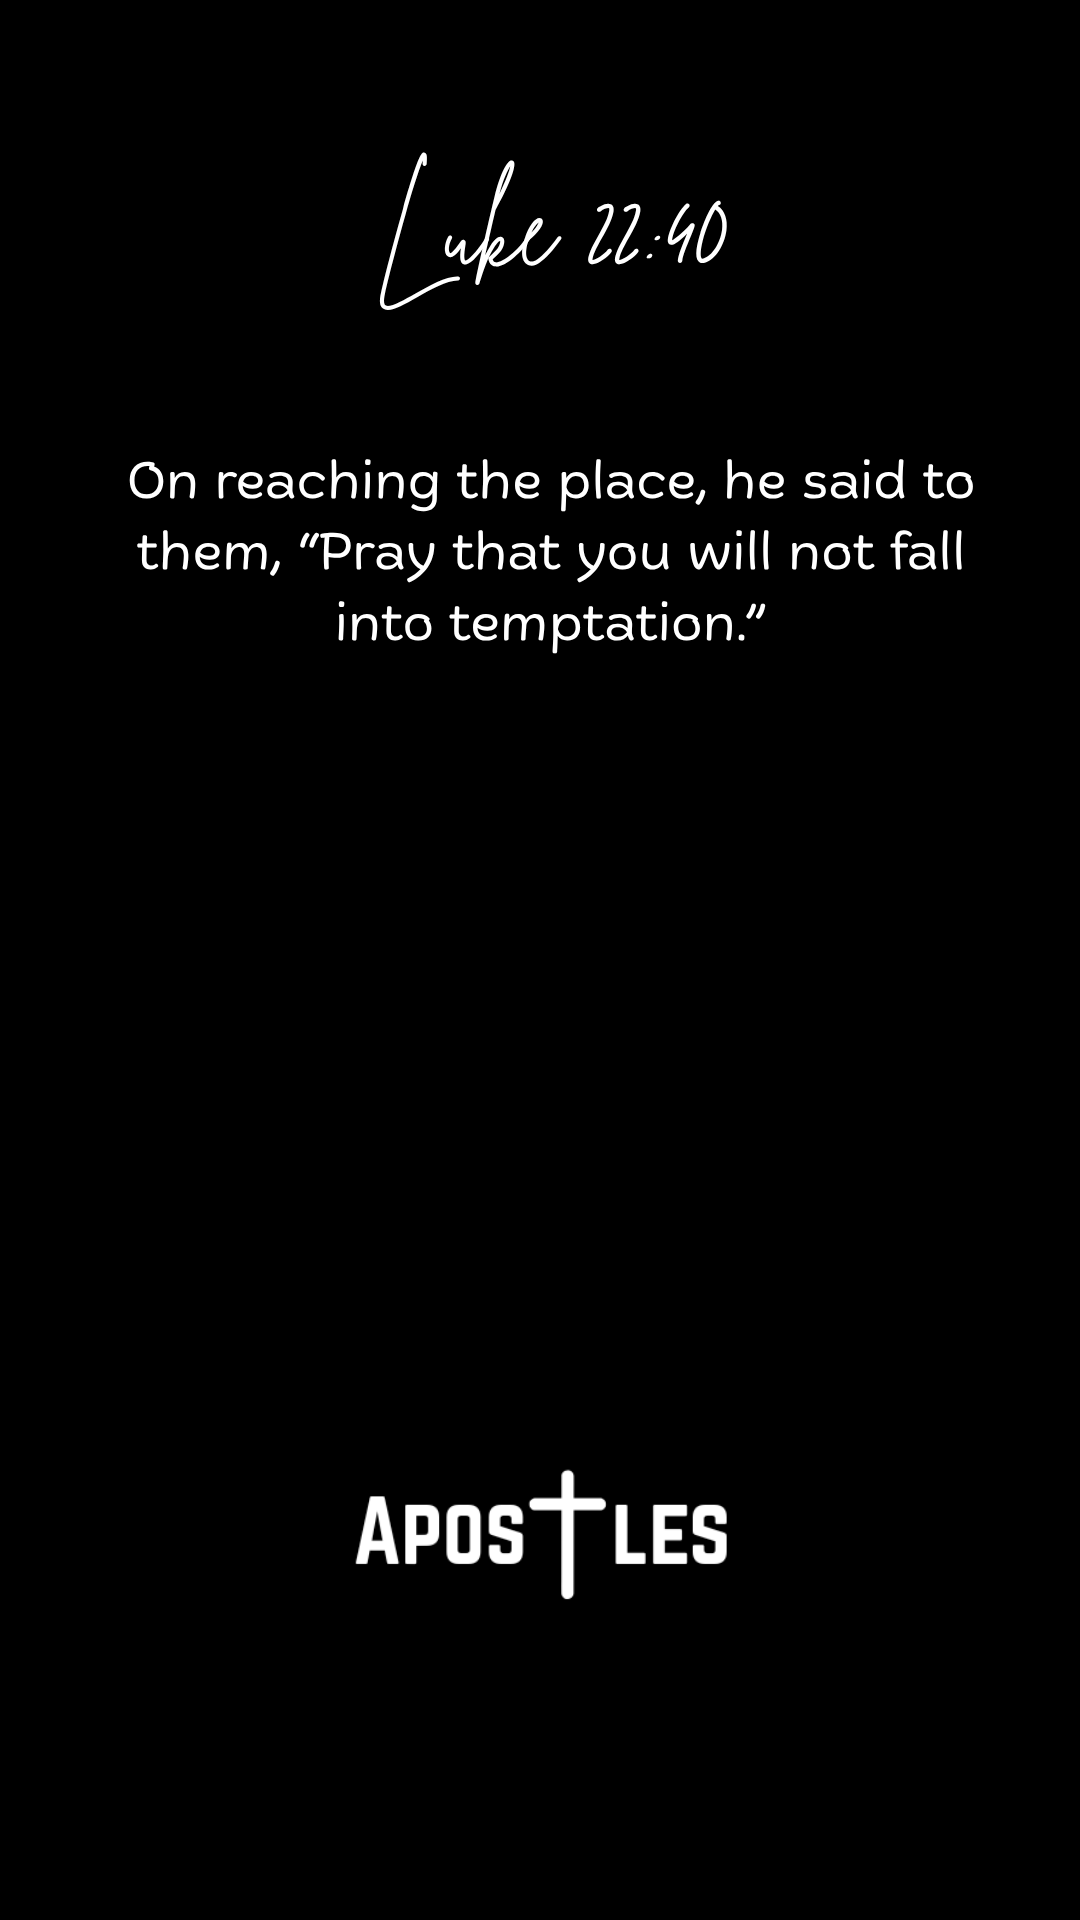 Luke 22:40
On reaching the place, he said to
them, “Pray that you will not fall
into temptation.”
APOSTLES